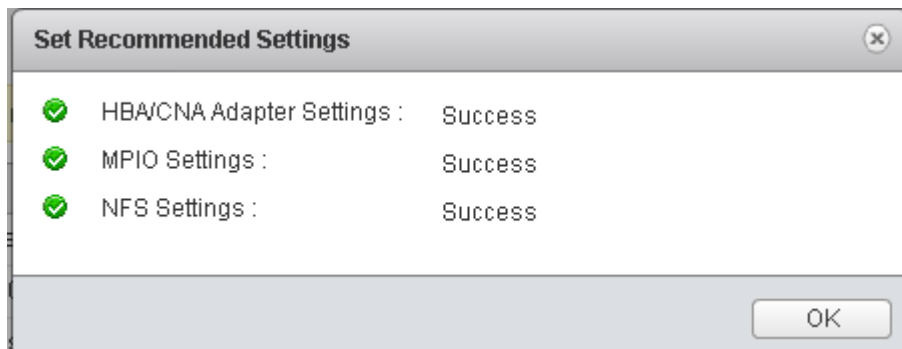 Set Recommended Settings
HBA/CNA Adapter Settings : Success
MPIO Settings : Success
NFS Settings : Success
OK